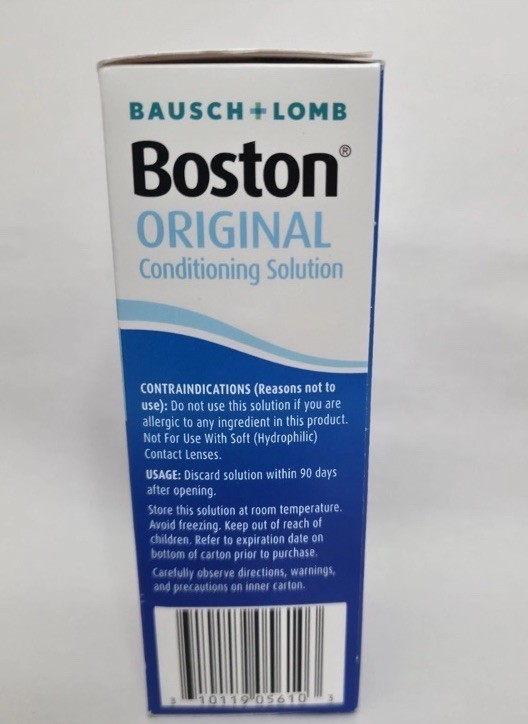 BAUSCH + LOMB
Boston®
ORIGINAL
Conditioning Solution
CONTRAINDICATIONS (Reasons not to
use): Do not use this solution if you are
allergic to any ingredient in this product.
Not For Use With Soft (Hydrophilic)
Contact Lenses.
USAGE: Discard solution within 90 days
after opening.
Store this solution at room temperature.
Avoid freezing. Keep out of reach of
children. Refer to expiration date on
bottom of carton prior to purchase.
Carefully observe directions, warnings,
and precautions on inner carton.
3 10119 05610 3